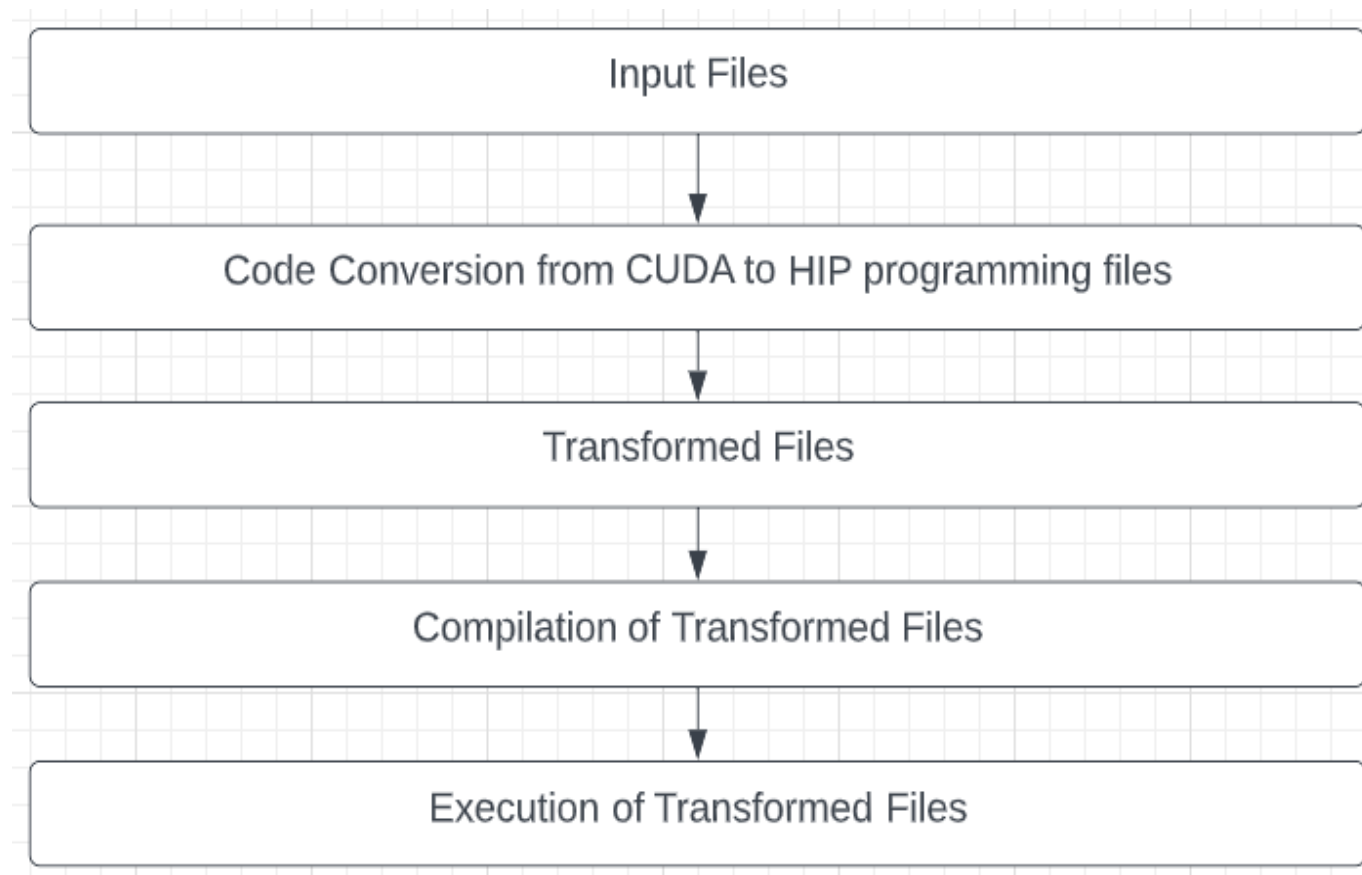 Input Files
Code Conversion from CUDA to HIP programming files
Transformed Files
Compilation of Transformed Files
Execution of Transformed Files